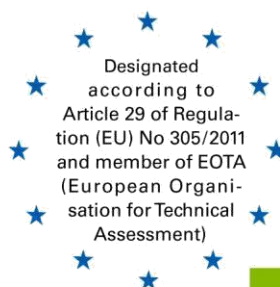 Designated
according to
Article 29 of Regula-
tion (EU) No 305/2011
and member of EOTA
(European Organi-
sation for Technical
Assessment)